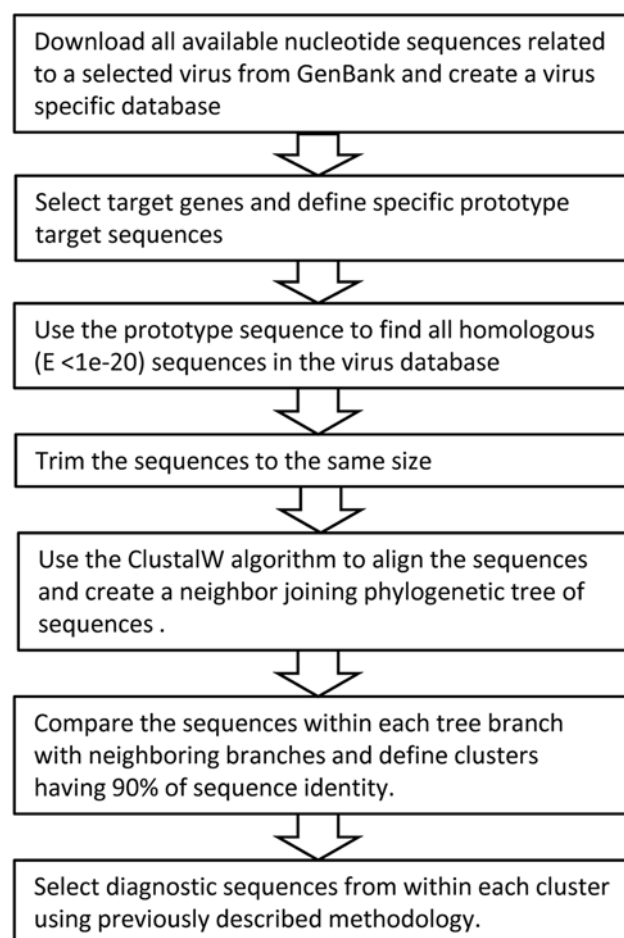 Download all available nucleotide sequences related
to a selected virus from GenBank and create a virus
specific database
Select target genes and define specific prototype
target sequences
Use the prototype sequence to find all homologous
(E <1e-20) sequences in the virus database
Trim the sequences to the same size
Use the ClustalW algorithm to align the sequences
and create a neighbor joining phylogenetic tree of
sequences .
Compare the sequences within each tree branch
with neighboring branches and define clusters
having 90% of sequence identity.
Select diagnostic sequences from within each cluster
using previously described methodology.